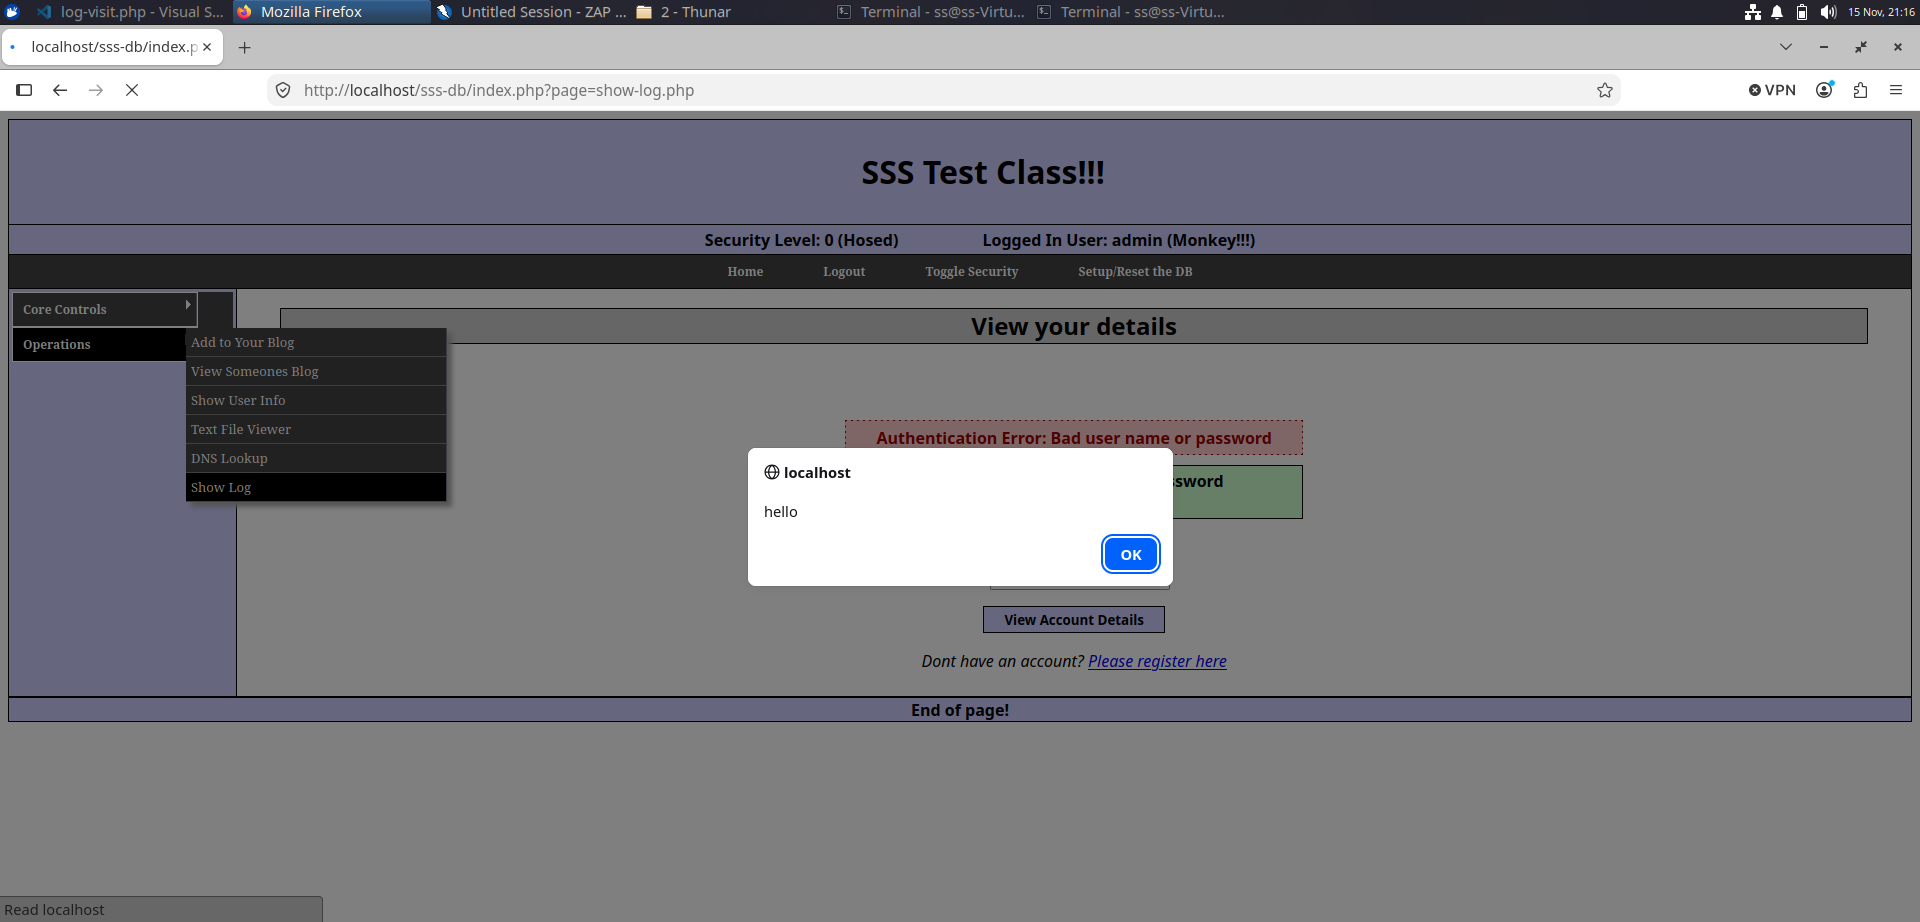 log-visit.php - Visual S... Mozilla Firefox Untitled Session - ZAP ... 2 - Thunar Terminal - ss@ss-Virtu... Terminal - ss@ss-Virtu... 15 Nov, 21:16
localhost/sss-db/index.p
http://localhost/sss-db/index.php?page=show-log.php VPN
SSS Test Class!!!
Security Level: 0 (Hosed) Logged In User: admin (Monkey!!!)
Home Logout Toggle Security Setup/Reset the DB
Core Controls
Operations
Add to Your Blog
View Someones Blog
Show User Info
Text File Viewer
DNS Lookup
Show Log
View your details
Authentication Error: Bad user name or password
localhost
hello
OK
ssword
View Account Details
Dont have an account? Please register here
End of page!
Read localhost